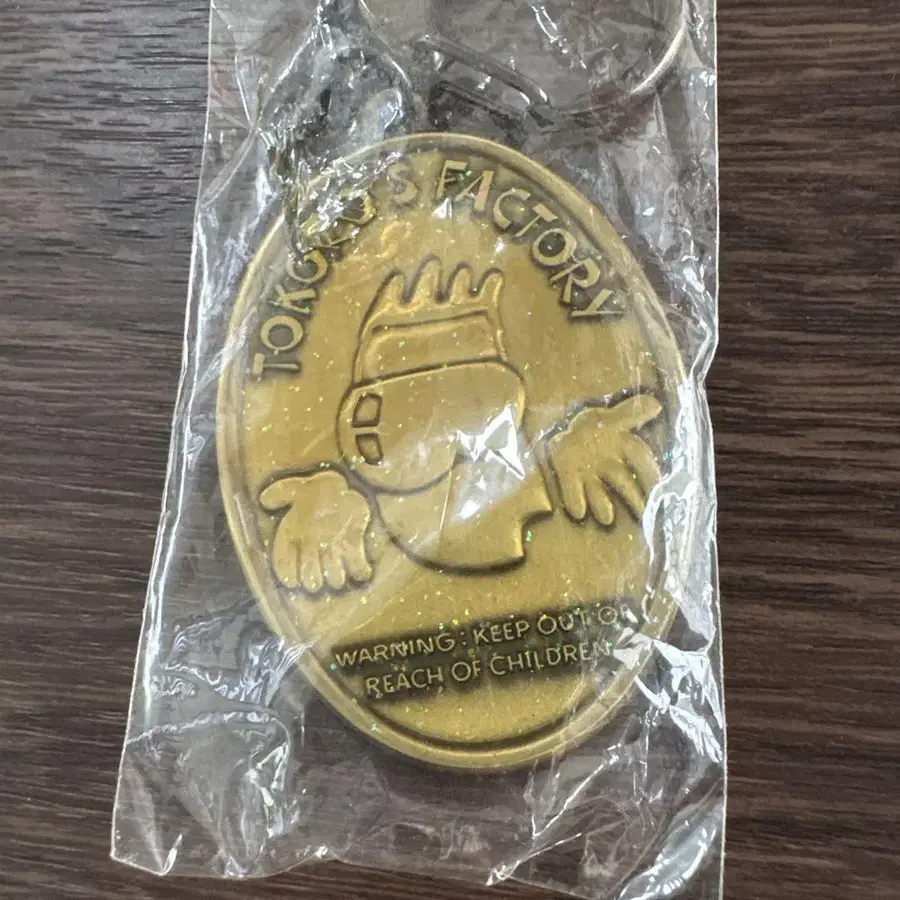 TOKORO'S FACTORY
WARNING : KEEP OUT OF
REACH OF CHILDREN